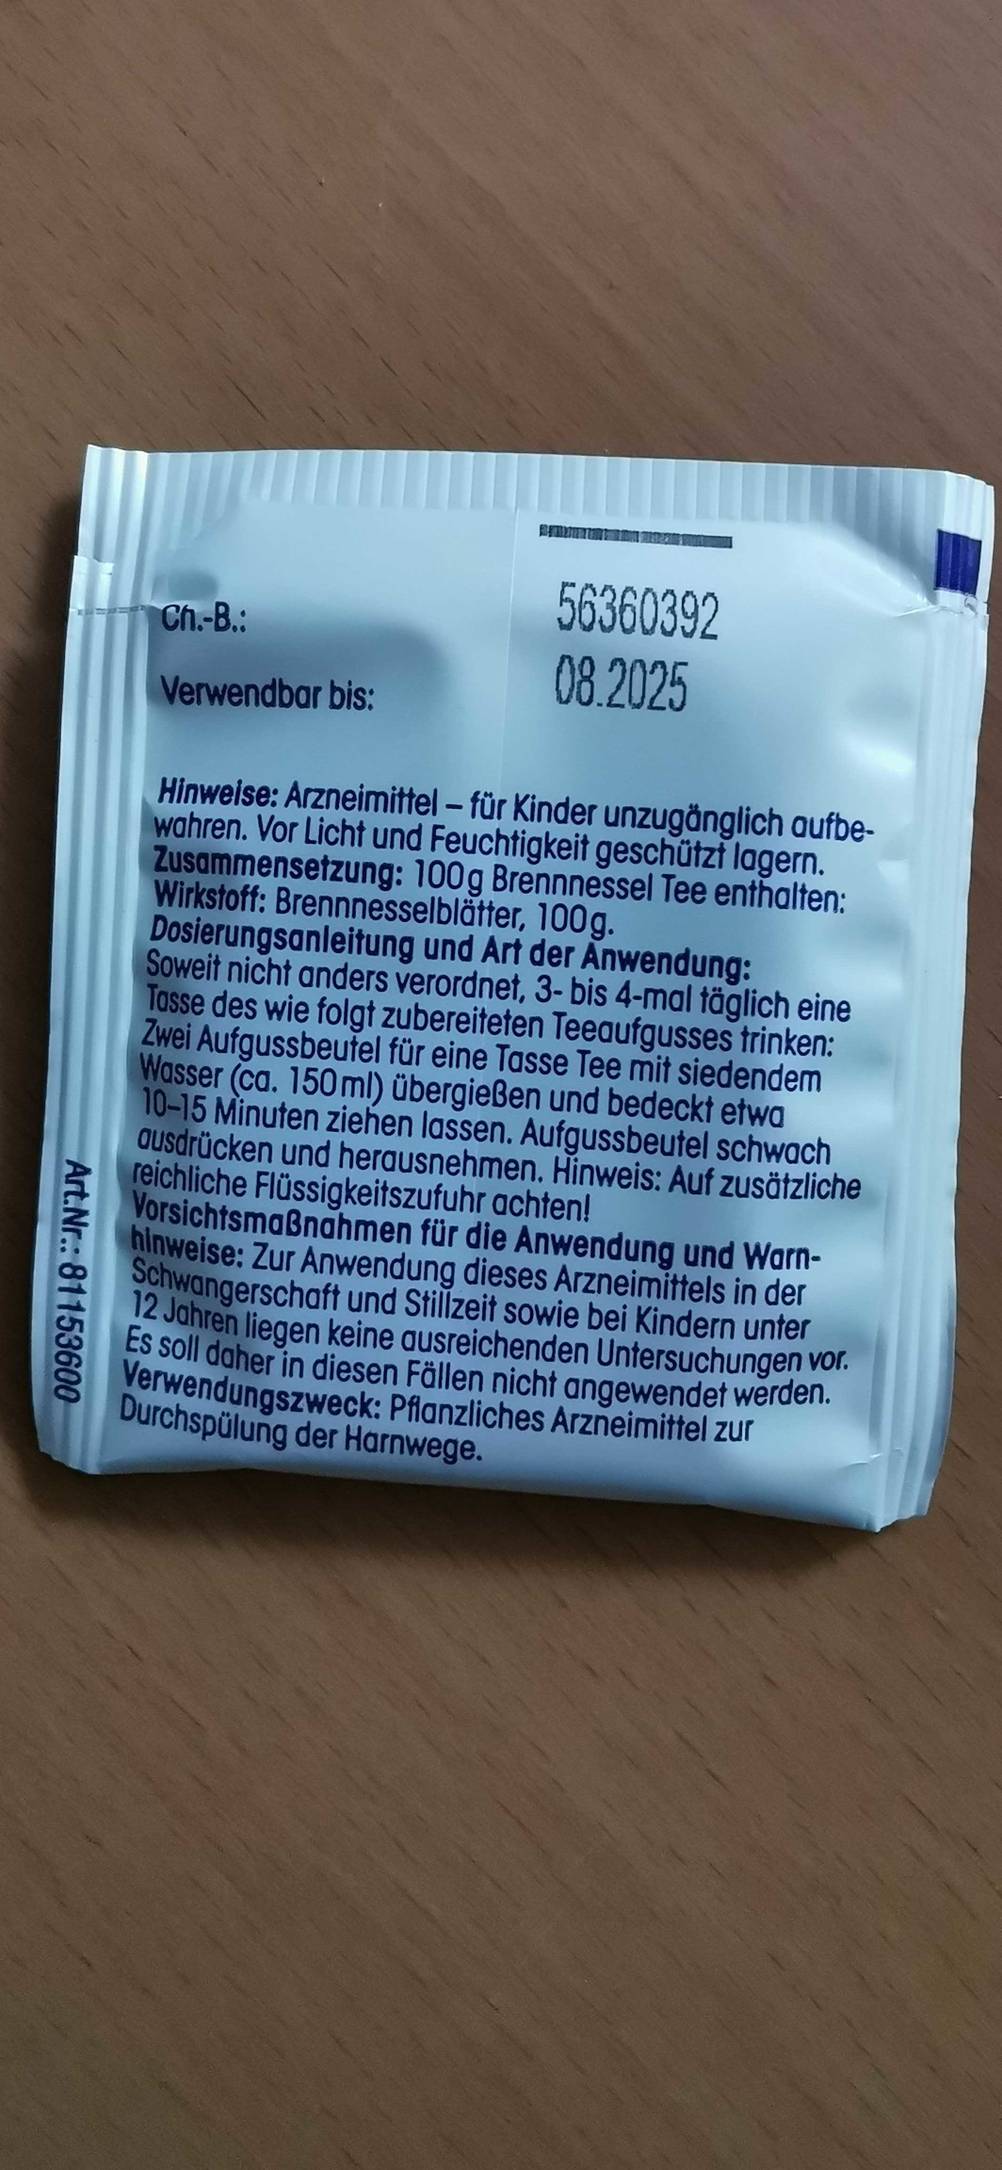 Ch.-B.: 56360392
Verwendbar bis: 08.2025
Hinweise: Arzneimittel – für Kinder unzugänglich aufbe-
wahren. Vor Licht und Feuchtigkeit geschützt lagern.
Zusammensetzung: 100g Brennnessel Tee enthalten:
Wirkstoff: Brennnesselblätter, 100g.
Dosierungsanleitung und Art der Anwendung:
Soweit nicht anders verordnet, 3- bis 4-mal täglich eine
Tasse des wie folgt zubereiteten Teeaufgusses trinken:
Zwei Aufgussbeutel für eine Tasse Tee mit siedendem
Wasser (ca. 150ml) übergießen und bedeckt etwa
10–15 Minuten ziehen lassen. Aufgussbeutel schwach
ausdrücken und herausnehmen. Hinweis: Auf zusätzliche
reichliche Flüssigkeitszufuhr achten!
Vorsichtsmaßnahmen für die Anwendung und Warn-
hinweise: Zur Anwendung dieses Arzneimittels in der
Schwangerschaft und Stillzeit sowie bei Kindern unter
12 Jahren liegen keine ausreichenden Untersuchungen vor.
Es soll daher in diesen Fällen nicht angewendet werden.
Verwendungszweck: Pflanzliches Arzneimittel zur
Durchspülung der Harnwege.
Art.Nr.: 81153600